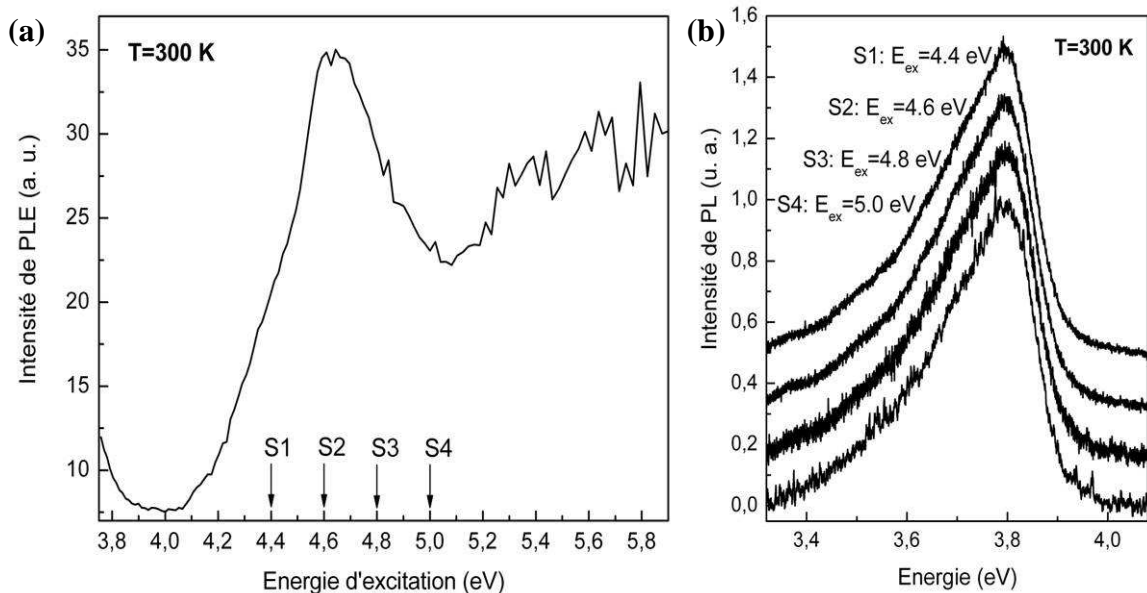 (a)
T=300 K
Intensité de PLE (a. u.)
35
30
25
20
15
10
S1 S2 S3 S4
3,8 4,0 4,2 4,4 4,6 4,8 5,0 5,2 5,4 5,6 5,8
Energie d'excitation (eV)
(b)
T=300 K
Intensité de PL (u. a.)
1,6
1,4
1,2
1,0
0,8
0,6
0,4
0,2
0,0
S1: Eex=4.4 eV
S2: Eex=4.6 eV
S3: Eex=4.8 eV
S4: Eex=5.0 eV
3,4 3,6 3,8 4,0
Energie (eV)